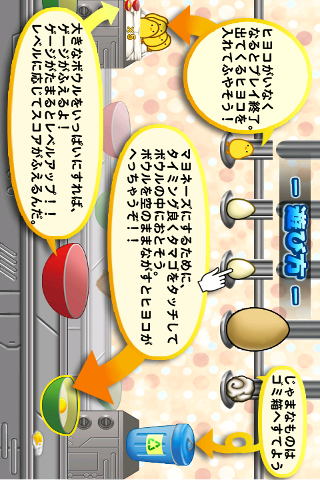 ー 遊び方 ー
ヒヨコがいなく
なるとプレイ終了。
出てくるヒヨコを
入れてふやそう！
×5
マヨネーズにするために、
タイミング良くタマゴをタッチして
ボウルの中におとそう。
ボウルを空のままながすとヒヨコが
へっちゃうぞ！！
大きなボウルをいっぱいにすれば、
ゲージがふえるよ！
ゲージがたまるとレベルアップ！！
レベルに応じてスコアがふえるんだ。
じゃまなものは
ゴミ箱へすてよう